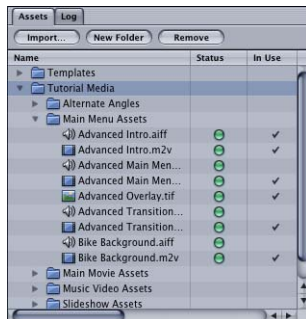 Assets Log
Import... New Folder Remove
Name Status In Use
Templates
Tutorial Media
Alternate Angles
Main Menu Assets
Advanced Intro.aiff
Advanced Intro.m2v
Advanced Main Men...
Advanced Main Men...
Advanced Overlay.tif
Advanced Transition...
Advanced Transition...
Bike Background.aiff
Bike Background.m2v
Main Movie Assets
Music Video Assets
Slideshow Assets